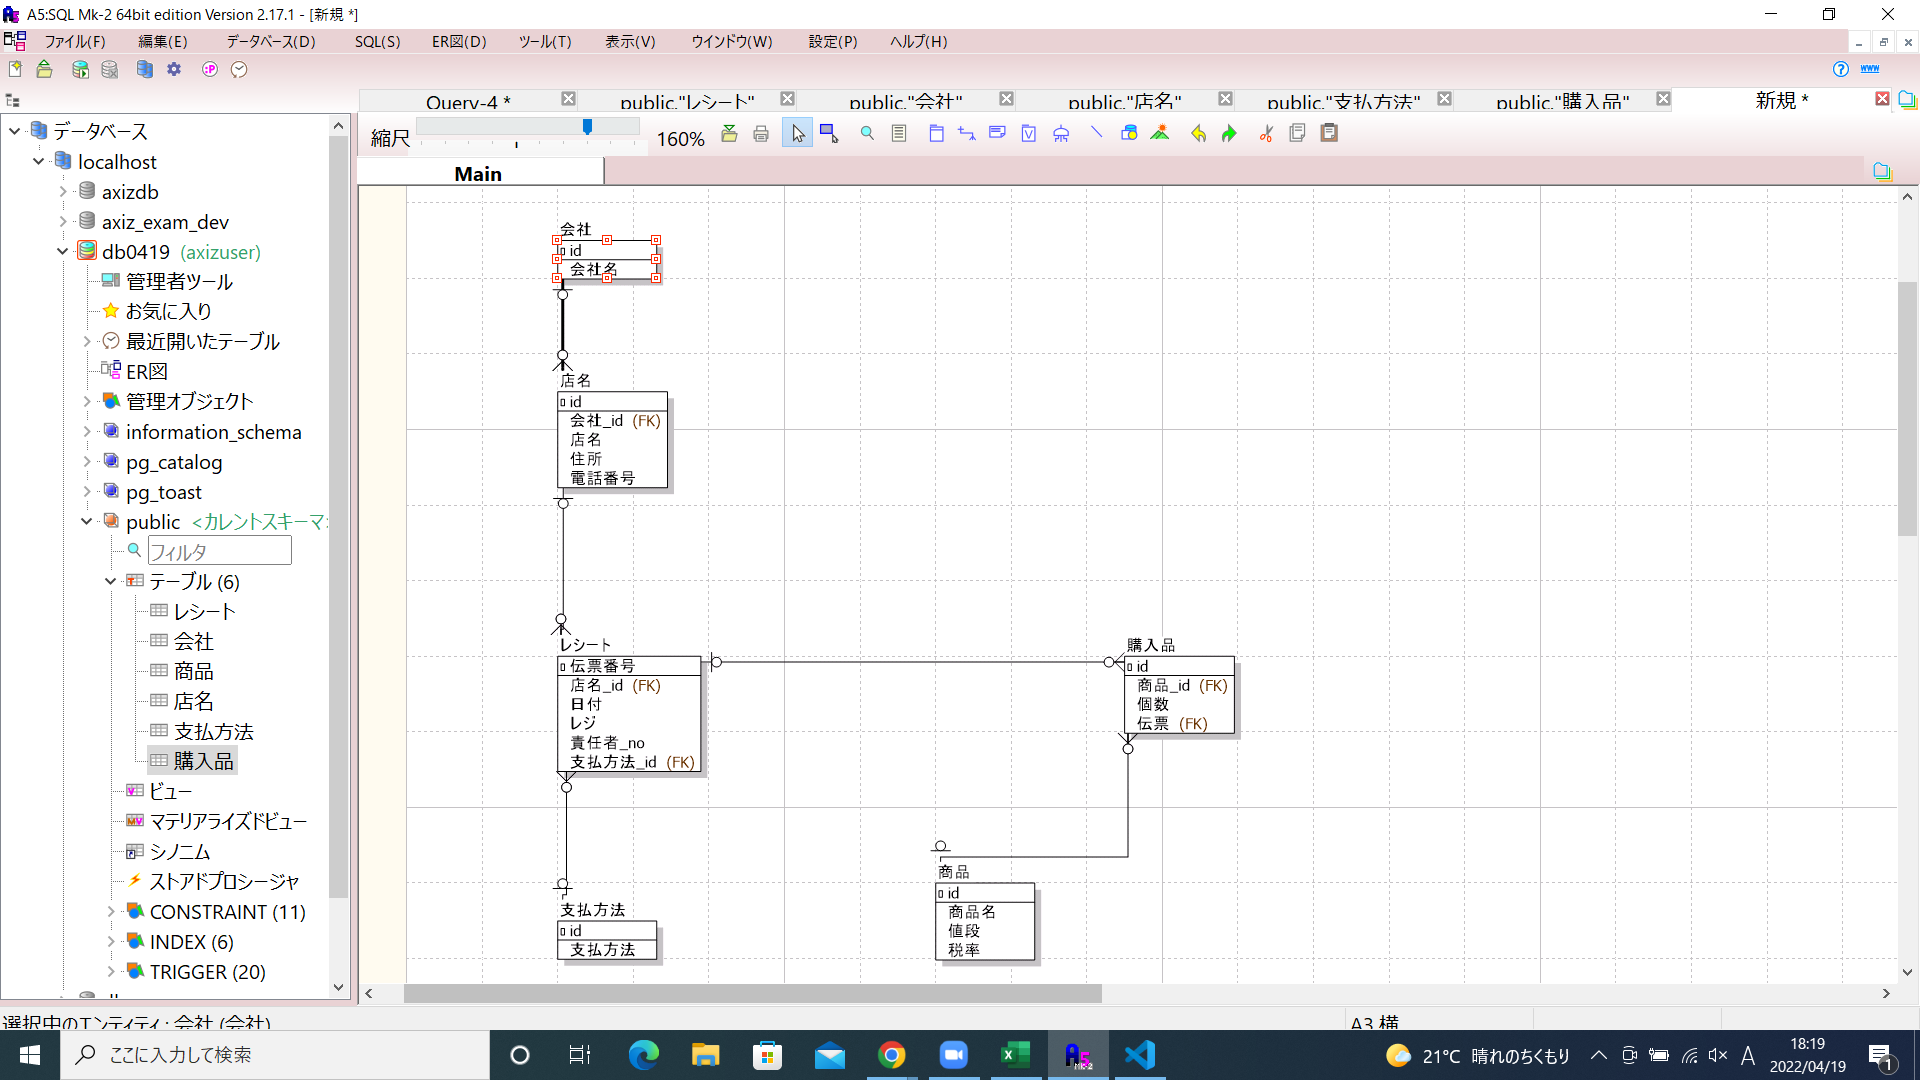 A5:SQL Mk-2 64bit edition Version 2.17.1 - [新規 *]
ファイル(F) 編集(E) データベース(D) SQL(S) ER図(D) ツール(T) 表示(V) ウインドウ(W) 設定(P) ヘルプ(H)
Query-4 * public."レシート" public."会社" public."店名" public."支払方法" public."購入品" 新規 *
縮尺 160%
Main
データベース
localhost
axizdb
axiz_exam_dev
db0419 (axizuser)
管理者ツール
お気に入り
最近開いたテーブル
ER図
管理オブジェクト
information_schema
pg_catalog
pg_toast
public <カレントスキーマ>
フィルタ
テーブル (6)
レシート
会社
商品
店名
支払方法
購入品
ビュー
マテリアライズドビュー
シノニム
ストアドプロシージャ
CONSTRAINT (11)
INDEX (6)
TRIGGER (20)
会社
id
会社名
店名
id
会社_id (FK)
店名
住所
電話番号
レシート
伝票番号
店名_id (FK)
日付
レジ
責任者_no
支払方法_id (FK)
購入品
id
商品_id (FK)
個数
伝票 (FK)
商品
id
商品名
値段
税率
支払方法
id
支払方法
選択中のエンティティ : 会社 (会社)
A3 横
ここに入力して検索
21°C 晴れのちくもり
A
18:19
2022/04/19
1